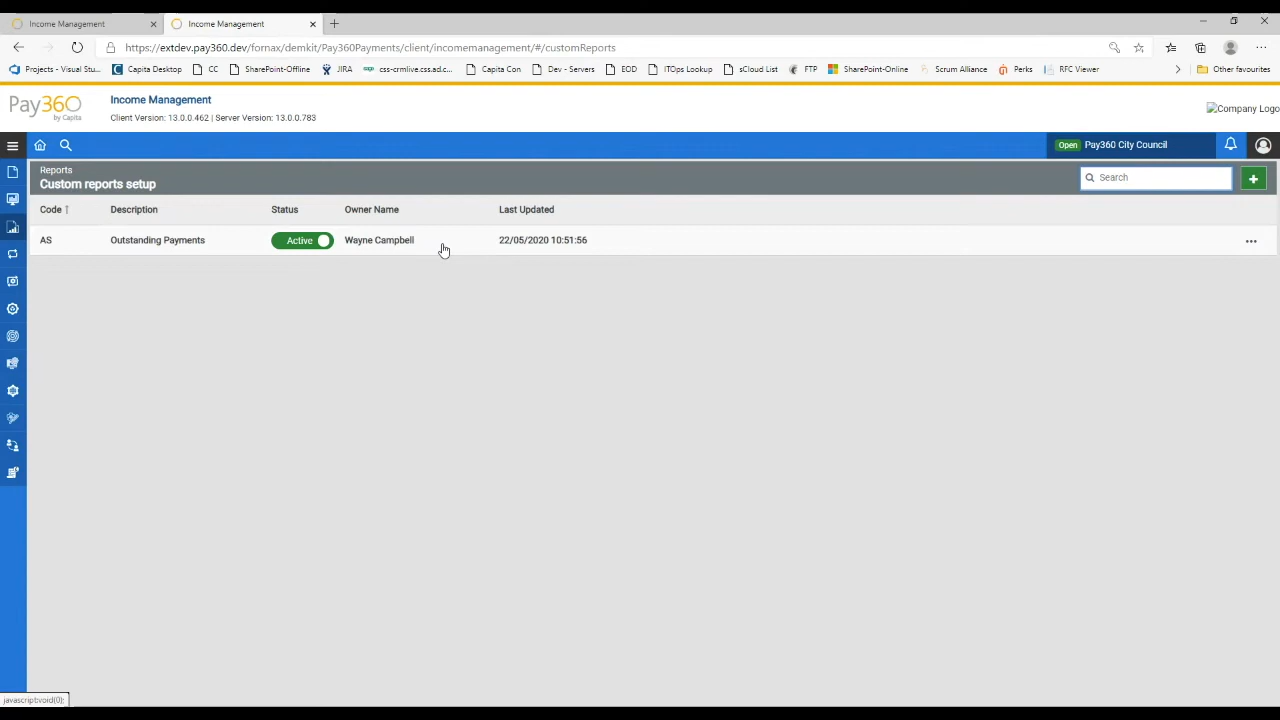 Income Management
Income Management
https://extdev.pay360.dev/fornax/demkit/Pay360Payments/client/incomemanagement/#/customReports
Projects - Visual Stu...
Capita Desktop
CC
SharePoint-Offline
JIRA
css-crmlive.css.ad.c...
Capita Con
Dev - Servers
EOD
ITOps Lookup
sCloud List
FTP
SharePoint-Online
Scrum Alliance
Perks
RFC Viewer
Other favourites
Pay360
by Capita
Income Management
Client Version: 13.0.0.462 | Server Version: 13.0.0.783
Company Logo
Open Pay360 City Council
Reports
Custom reports setup
Search
Code Description Status Owner Name Last Updated
AS Outstanding Payments Active Wayne Campbell 22/05/2020 10:51:56
javascript:void(0);